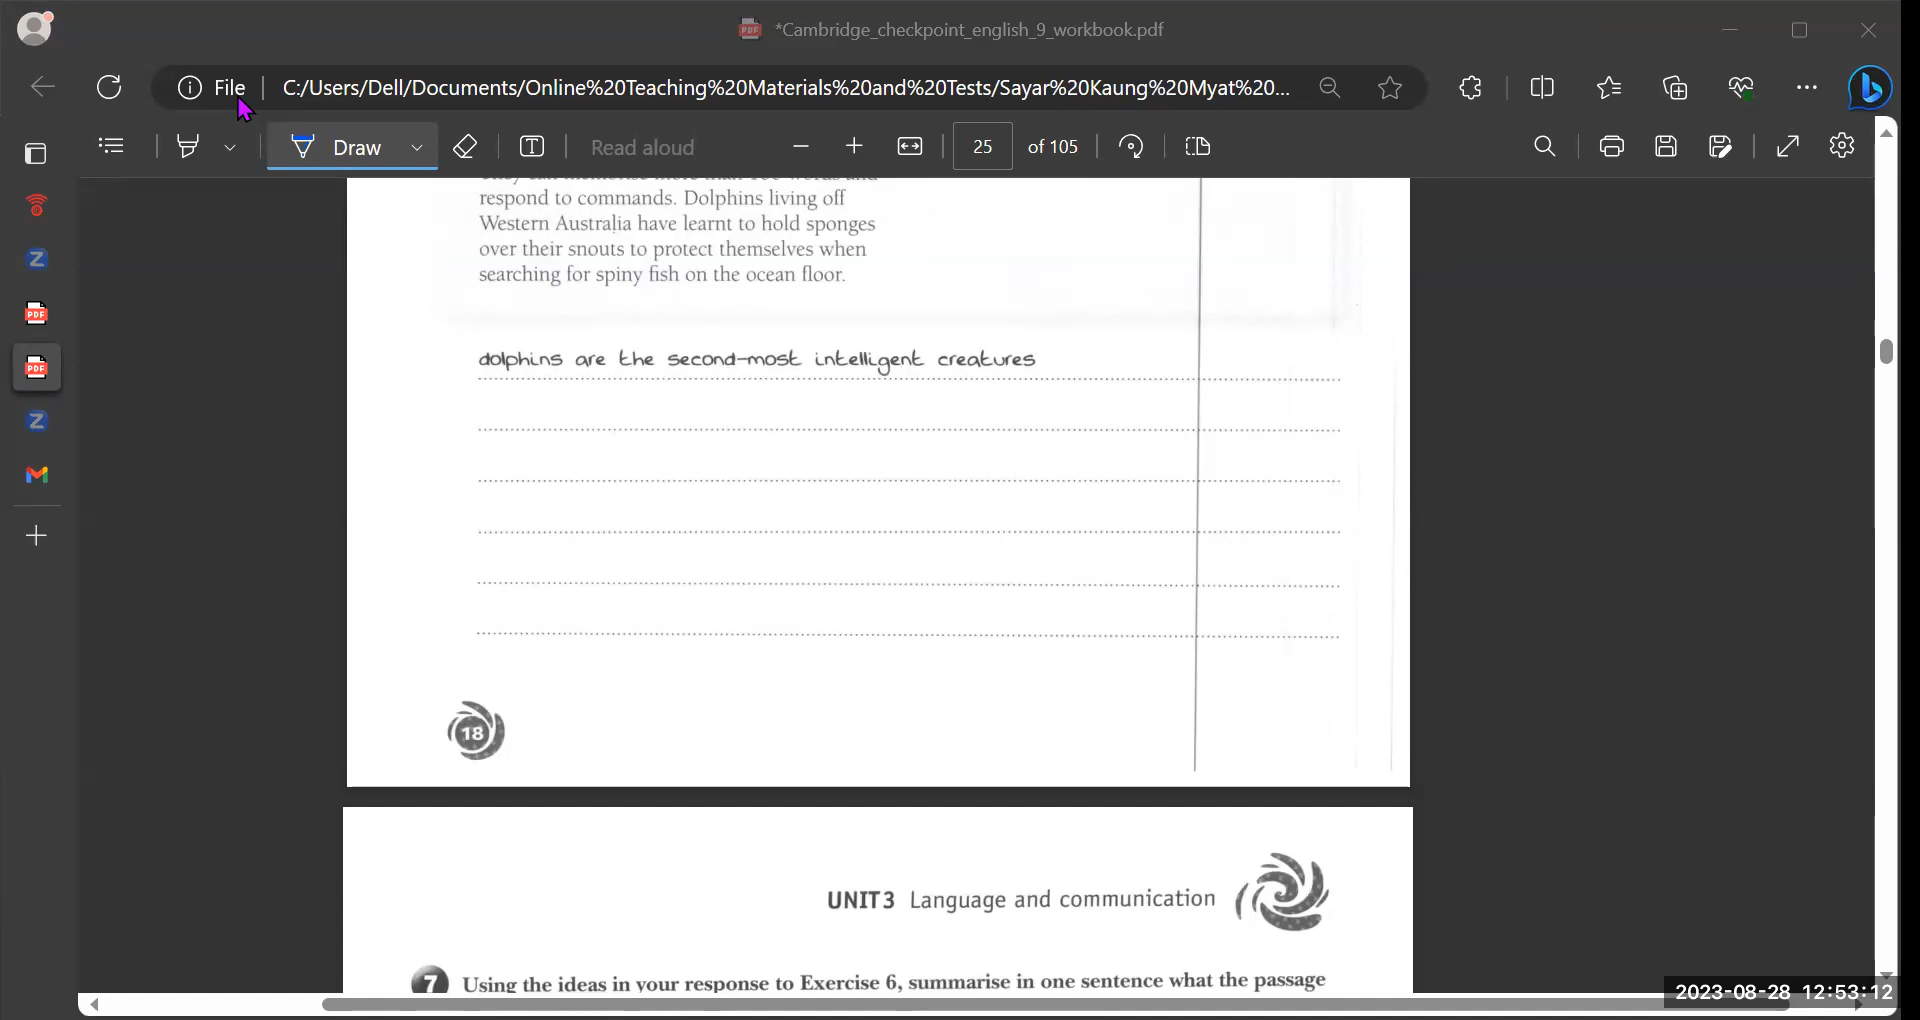 *Cambridge_checkpoint_english_9_workbook.pdf
File
C:/Users/Dell/Documents/Online%20Teaching%20Materials%20and%20Tests/Sayar%20Kaung%20Myat%20...
Draw
Read aloud
25 of 105
respond to commands. Dolphins living off
Western Australia have learnt to hold sponges
over their snouts to protect themselves when
searching for spiny fish on the ocean floor.
dolphins are the second-most intelligent creatures
18
UNIT 3 Language and communication
7 Using the ideas in your response to Exercise 6, summarise in one sentence what the passage
2023-08-28 12:53:12